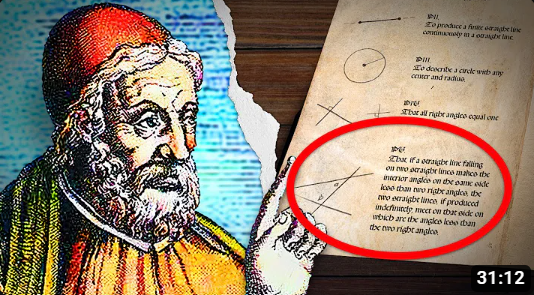 To produce a finite straight line
continuously in a straight line.
To describe a circle with any
center and radius.
That all right angles equal one
That if a straight line falling
on two straight lines makes the
interior angles on the same side
less than two right angles, the
two straight lines, if produced
indefinitely, meet on that side on
which are the angles less than
the two right angles.
31:12